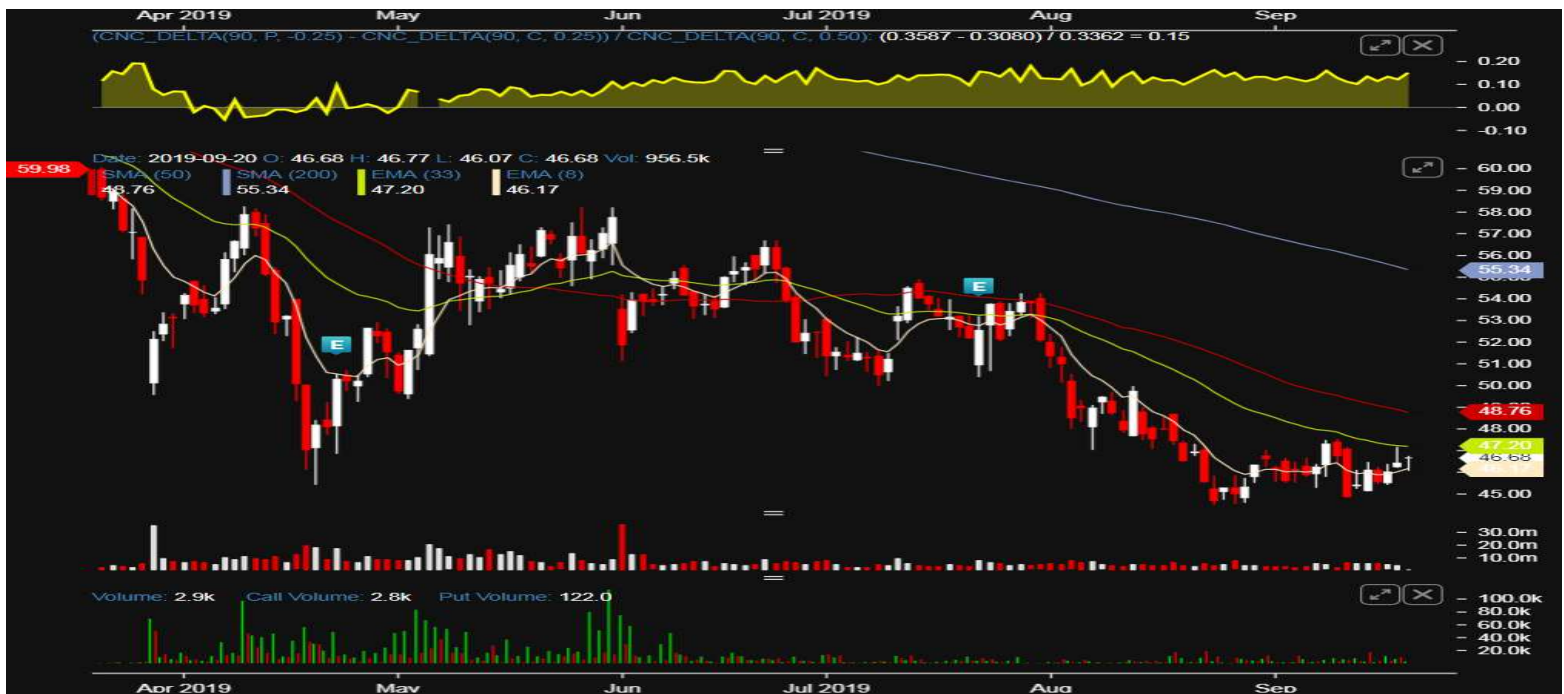 Apr 2019 May Jun Jul 2019 Aug Sep
(CNC_DELTA(90, P, -0.25) - CNC_DELTA(90, C, 0.25)) / CNC_DELTA(90, C, 0.50): (0.3587 - 0.3080) / 0.3362 = 0.15
0.20
0.10
0.00
-0.10
Date: 2019-09-20 O: 46.68 H: 46.77 L: 46.07 C: 46.68 Vol: 956.5k
59.98
SMA (50) SMA (200) EMA (33) EMA (8)
48.76 55.34 47.20 46.17
60.00
59.00
58.00
57.00
56.00
55.34
54.00
E
53.00
52.00
E
51.00
50.00
48.76
48.00
47.20
46.68
46.17
45.00
30.0m
20.0m
10.0m
Volume: 2.9k Call Volume: 2.8k Put Volume: 122.0
100.0k
80.0k
60.0k
40.0k
20.0k
Apr 2019 May Jun Jul 2019 Aug Sep